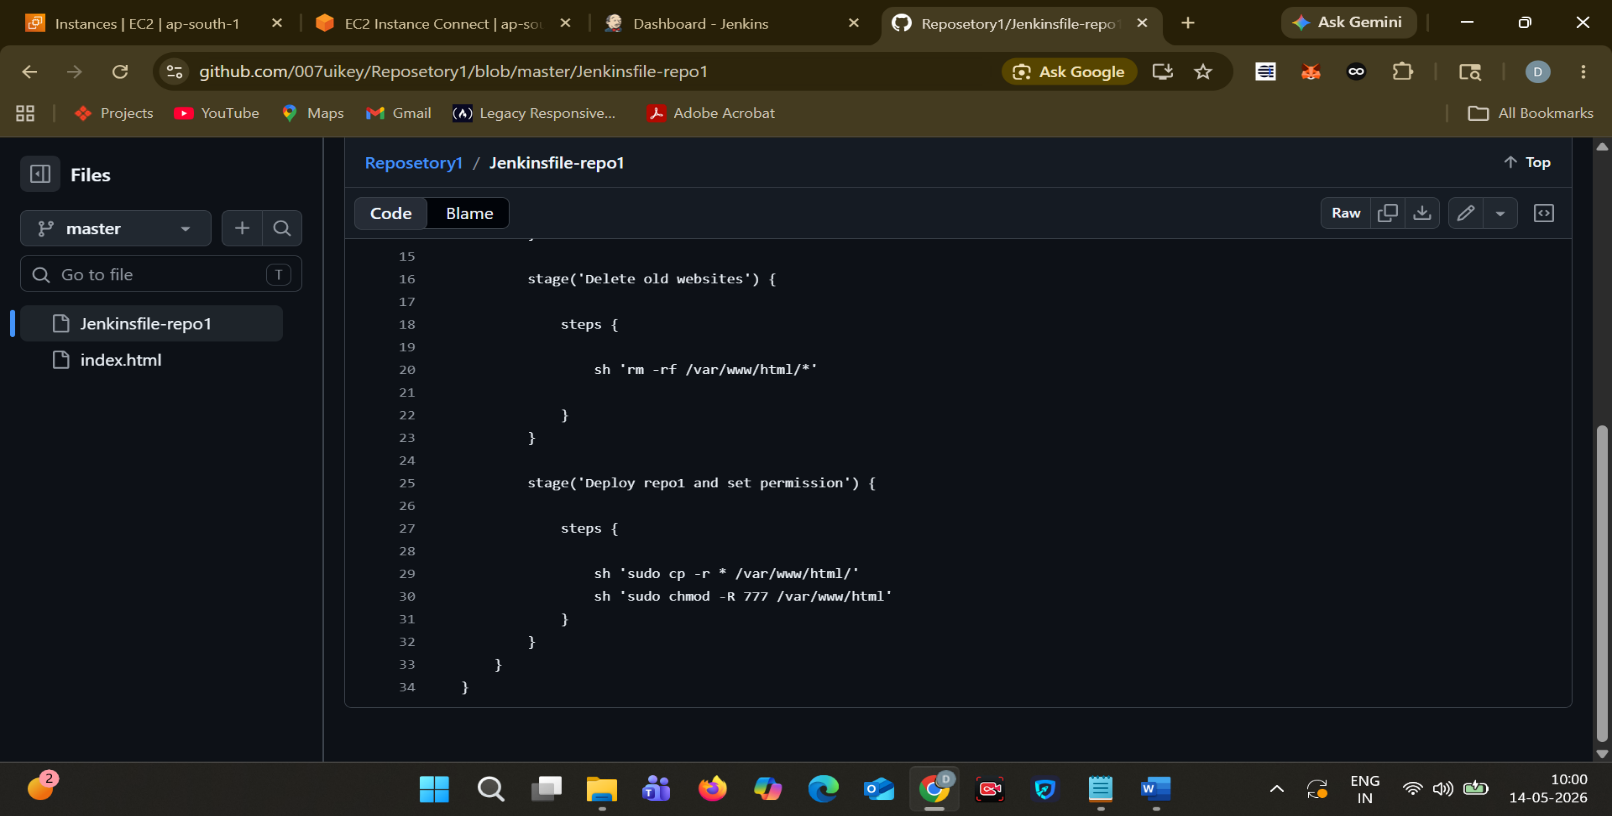 Instances | EC2 | ap-south-1
EC2 Instance Connect | ap-sou
Dashboard - Jenkins
Reposetory1/Jenkinsfile-repo1
Ask Gemini
github.com/007uikey/Reposetory1/blob/master/Jenkinsfile-repo1
Ask Google
D
Projects
YouTube
Maps
Gmail
Legacy Responsive...
Adobe Acrobat
All Bookmarks
Files
Reposetory1 / Jenkinsfile-repo1
Top
master
Code
Blame
Raw
Go to file
T
Jenkinsfile-repo1
index.html
15
16 stage('Delete old websites') {
17
18 steps {
19
20 sh 'rm -rf /var/www/html/*'
21
22 }
23 }
24
25 stage('Deploy repo1 and set permission') {
26
27 steps {
28
29 sh 'sudo cp -r * /var/www/html/'
30 sh 'sudo chmod -R 777 /var/www/html'
31 }
32 }
33 }
34 }
2
D
ENG
IN
10:00
14-05-2026